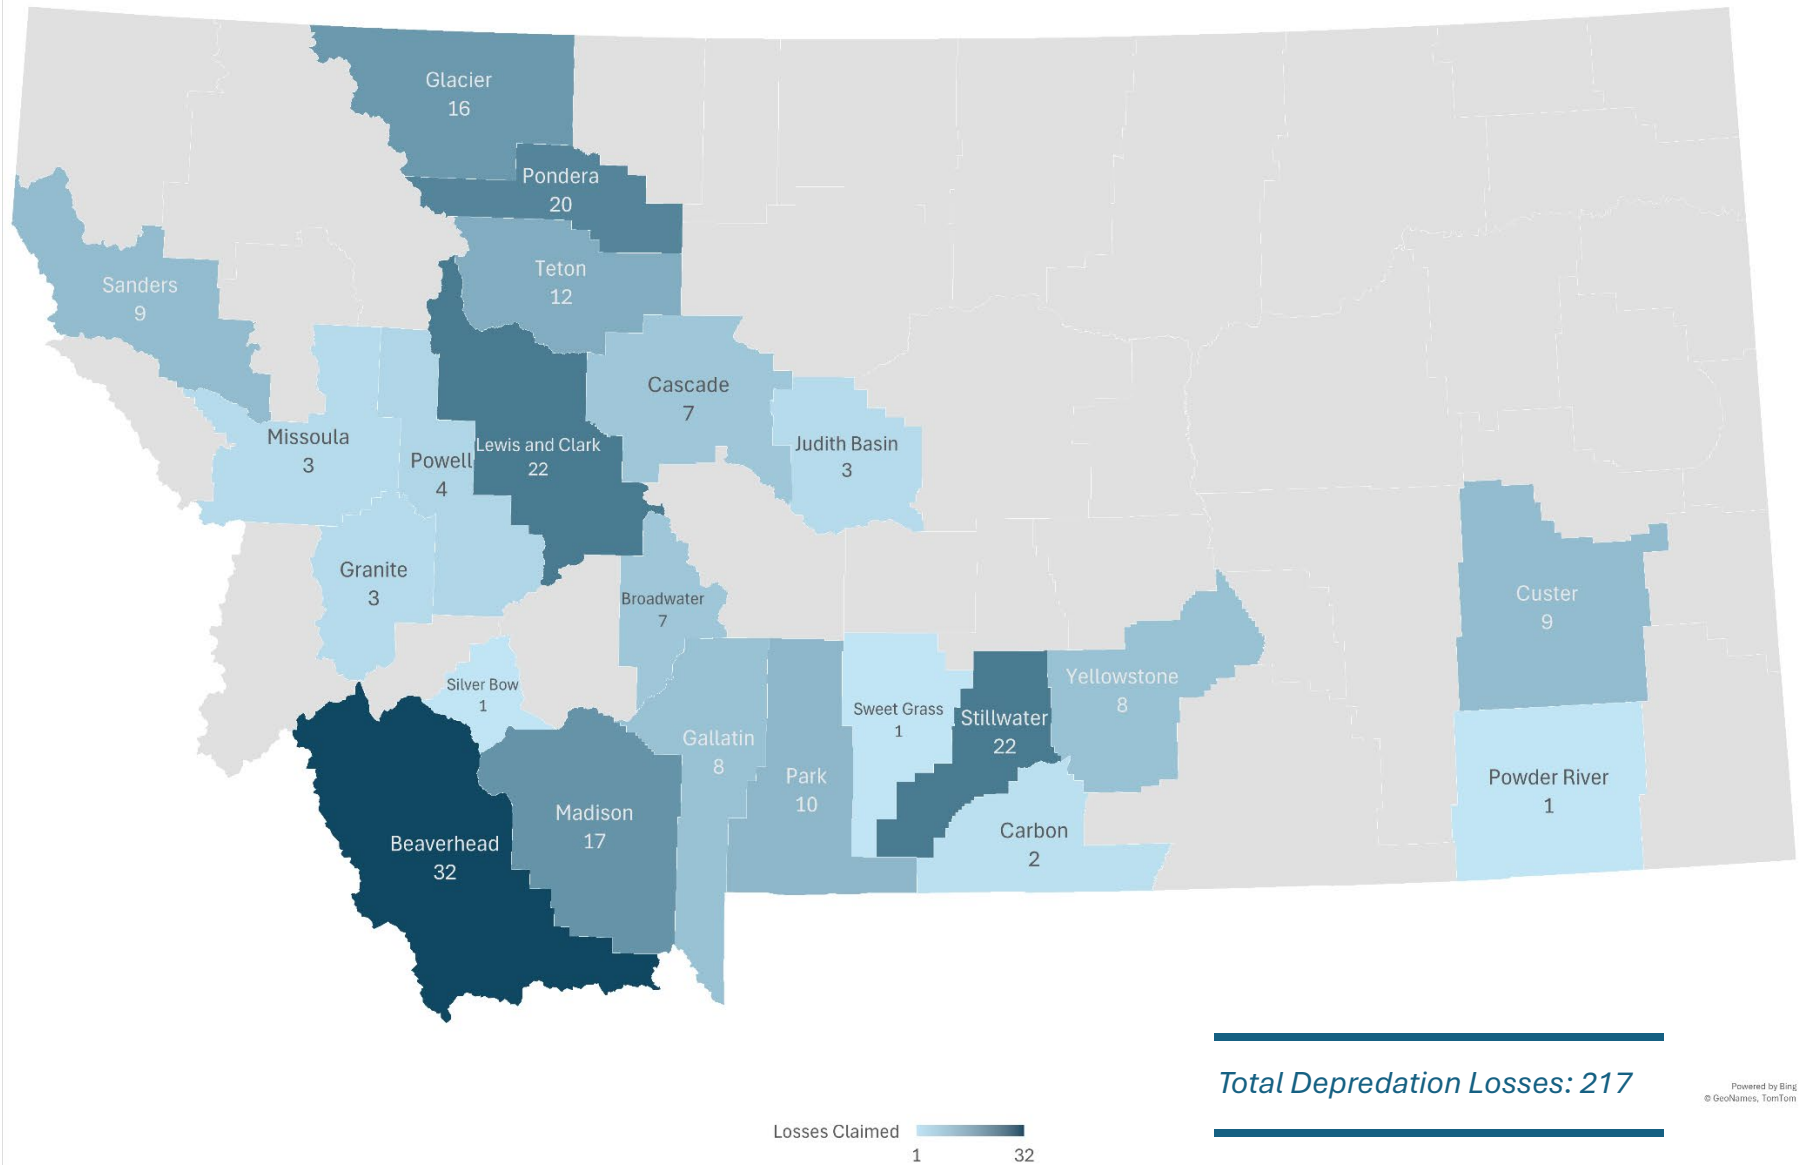 Glacier
16
Pondera
20
Teton
12
Sanders
9
Cascade
7
Missoula
3
Powell
4
Lewis and Clark
22
Judith Basin
3
Granite
3
Broadwater
7
Custer
9
Silver Bow
1
Yellowstone
8
Sweet Grass
1
Stillwater
22
Gallatin
8
Park
10
Powder River
1
Madison
17
Carbon
2
Beaverhead
32
Total Depredation Losses: 217
Powered by Bing
© GeoNames, TomTom
Losses Claimed
1 32